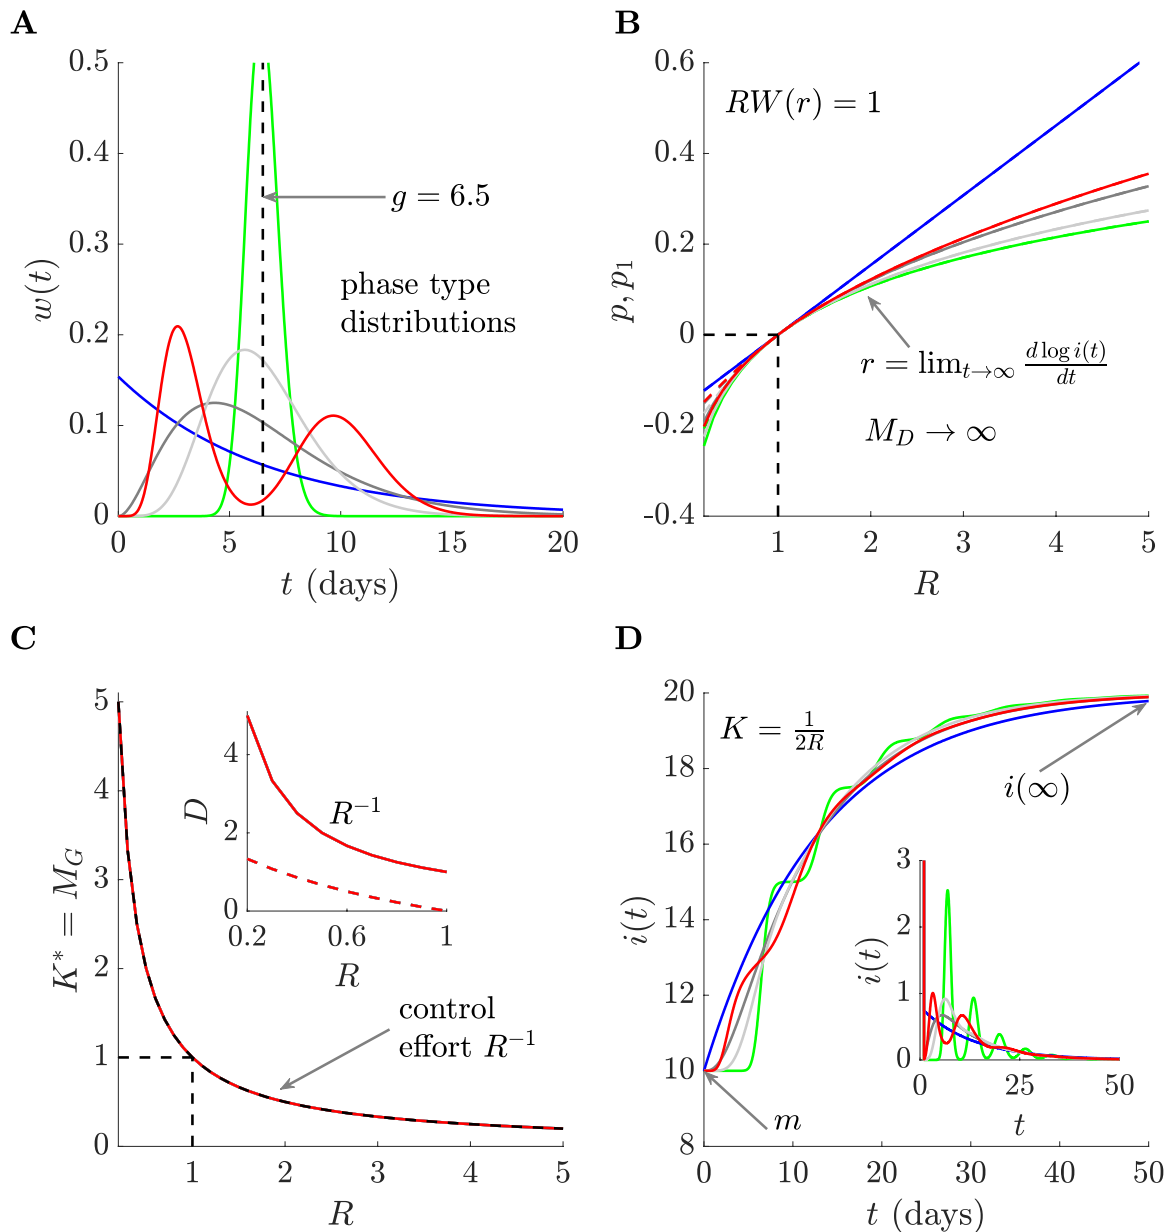 A
0.5
0.4
0.3
0.2
0.1
0
w(t)
g = 6.5
phase type
distributions
0 5 10 15 20
t (days)
B
0.6
0.4
0.2
0
-0.2
-0.4
p, p₁
RW(r) = 1
r = lim_{t→∞} d log i(t) / dt
M_D → ∞
1 2 3 4 5
R
C
5
4
3
2
1
0
K* = M_G
4
2
0
D
R⁻¹
0.2 0.6 1
R
control
effort R⁻¹
1 2 3 4 5
R
D
20
18
16
14
12
10
8
i(t)
K = 1/2R
i(∞)
m
3
2
1
0
i(t)
0 25 50
t
0 10 20 30 40 50
t (days)